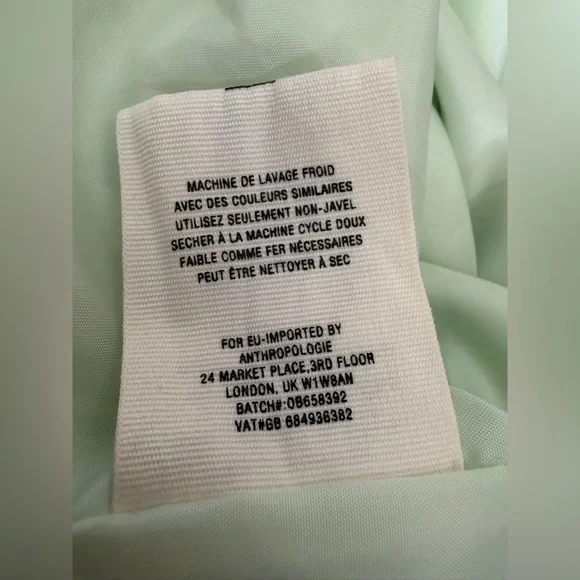 MACHINE DE LAVAGE FROID
AVEC DES COULEURS SIMILAIRES
UTILISEZ SEULEMENT NON-JAVEL
SECHER À LA MACHINE CYCLE DOUX
FAIBLE COMME FER NÉCESSAIRES
PEUT ÊTRE NETTOYER À SEC
FOR EU-IMPORTED BY
ANTHROPOLOGIE
24 MARKET PLACE,3RD FLOOR
LONDON, UK W1W8AN
BATCH#:0B658392
VAT#GB 684936382